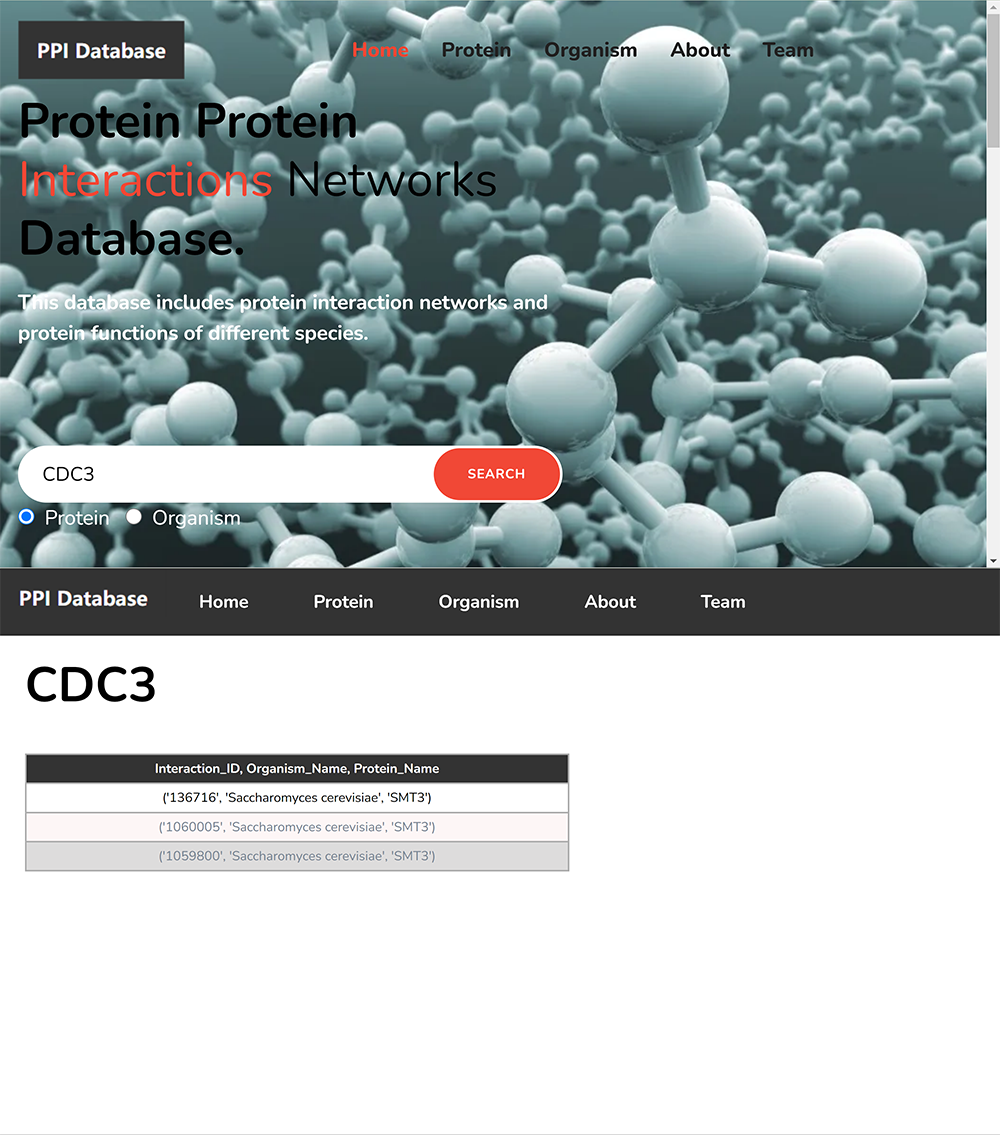 PPI Database
Home Protein Organism About Team
Protein Protein
Interactions Networks
Database.
This database includes protein interaction networks and
protein functions of different species.
CDC3
SEARCH
Protein Organism
PPI Database Home Protein Organism About Team
CDC3
Interaction_ID, Organism_Name, Protein_Name
('136716', 'Saccharomyces cerevisiae', 'SMT3')
('1060005', 'Saccharomyces cerevisiae', 'SMT3')
('1059800', 'Saccharomyces cerevisiae', 'SMT3')